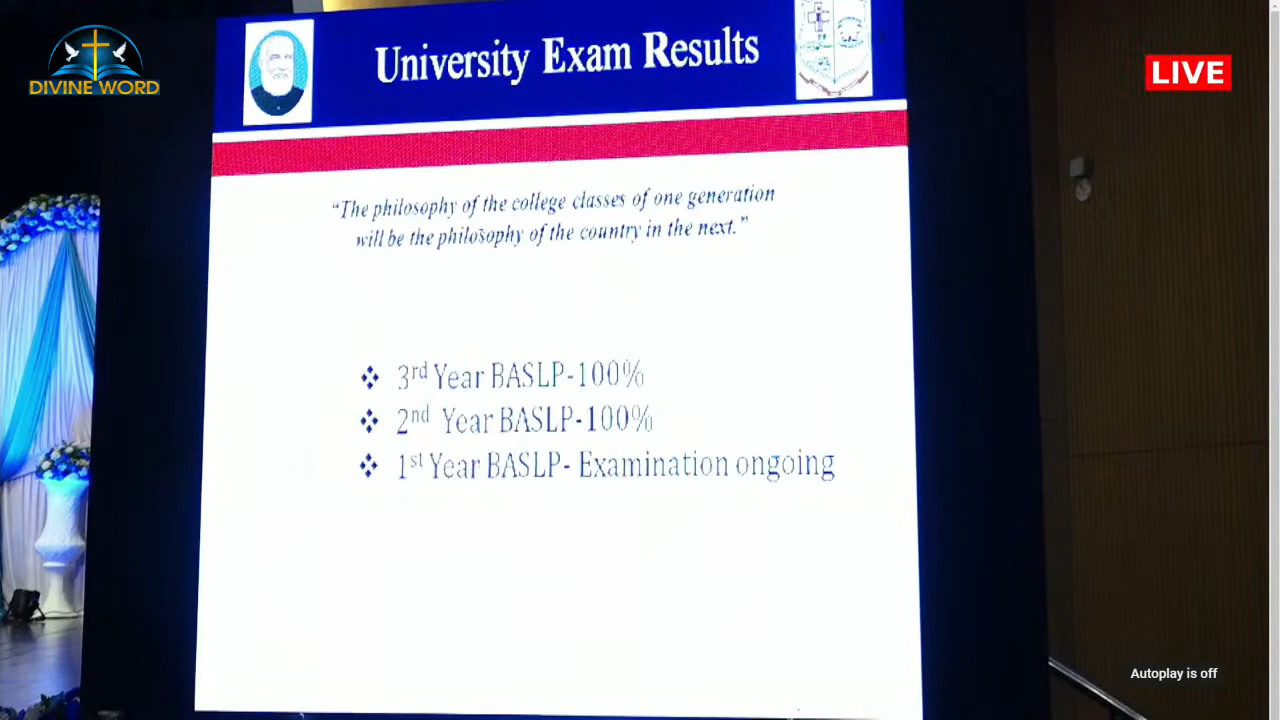 DIVINE WORD
University Exam Results
LIVE
“The philosophy of the college classes of one generation
will be the philosophy of the country in the next.”
❖ 3rd Year BASLP-100%
❖ 2nd Year BASLP-100%
❖ 1st Year BASLP- Examination ongoing
Autoplay is off